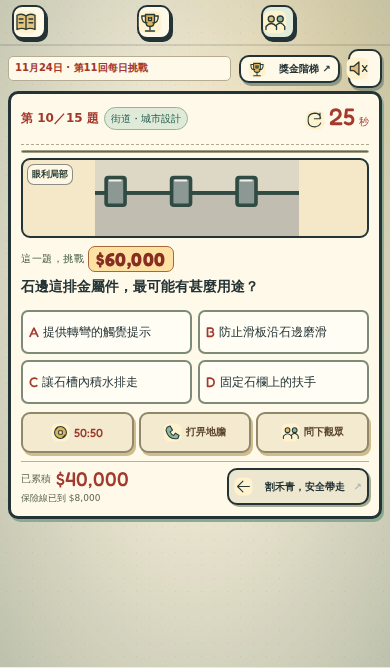 11月24日 · 第11回每日挑戰
獎金階梯 ↗
第 10／15 題
街道 · 城市設計
25 秒
眼利局部
這一題，挑戰 $60,000
石邊這排金屬件，最可能有甚麼用途？
A 提供轉彎的觸覺提示
B 防止滑板沿石邊磨滑
C 讓石槽內積水排走
D 固定石欄上的扶手
50:50
打畀地膽
問下觀眾
已累積 $40,000
保險線已到 $8,000
割禾青，安全帶走 ↗